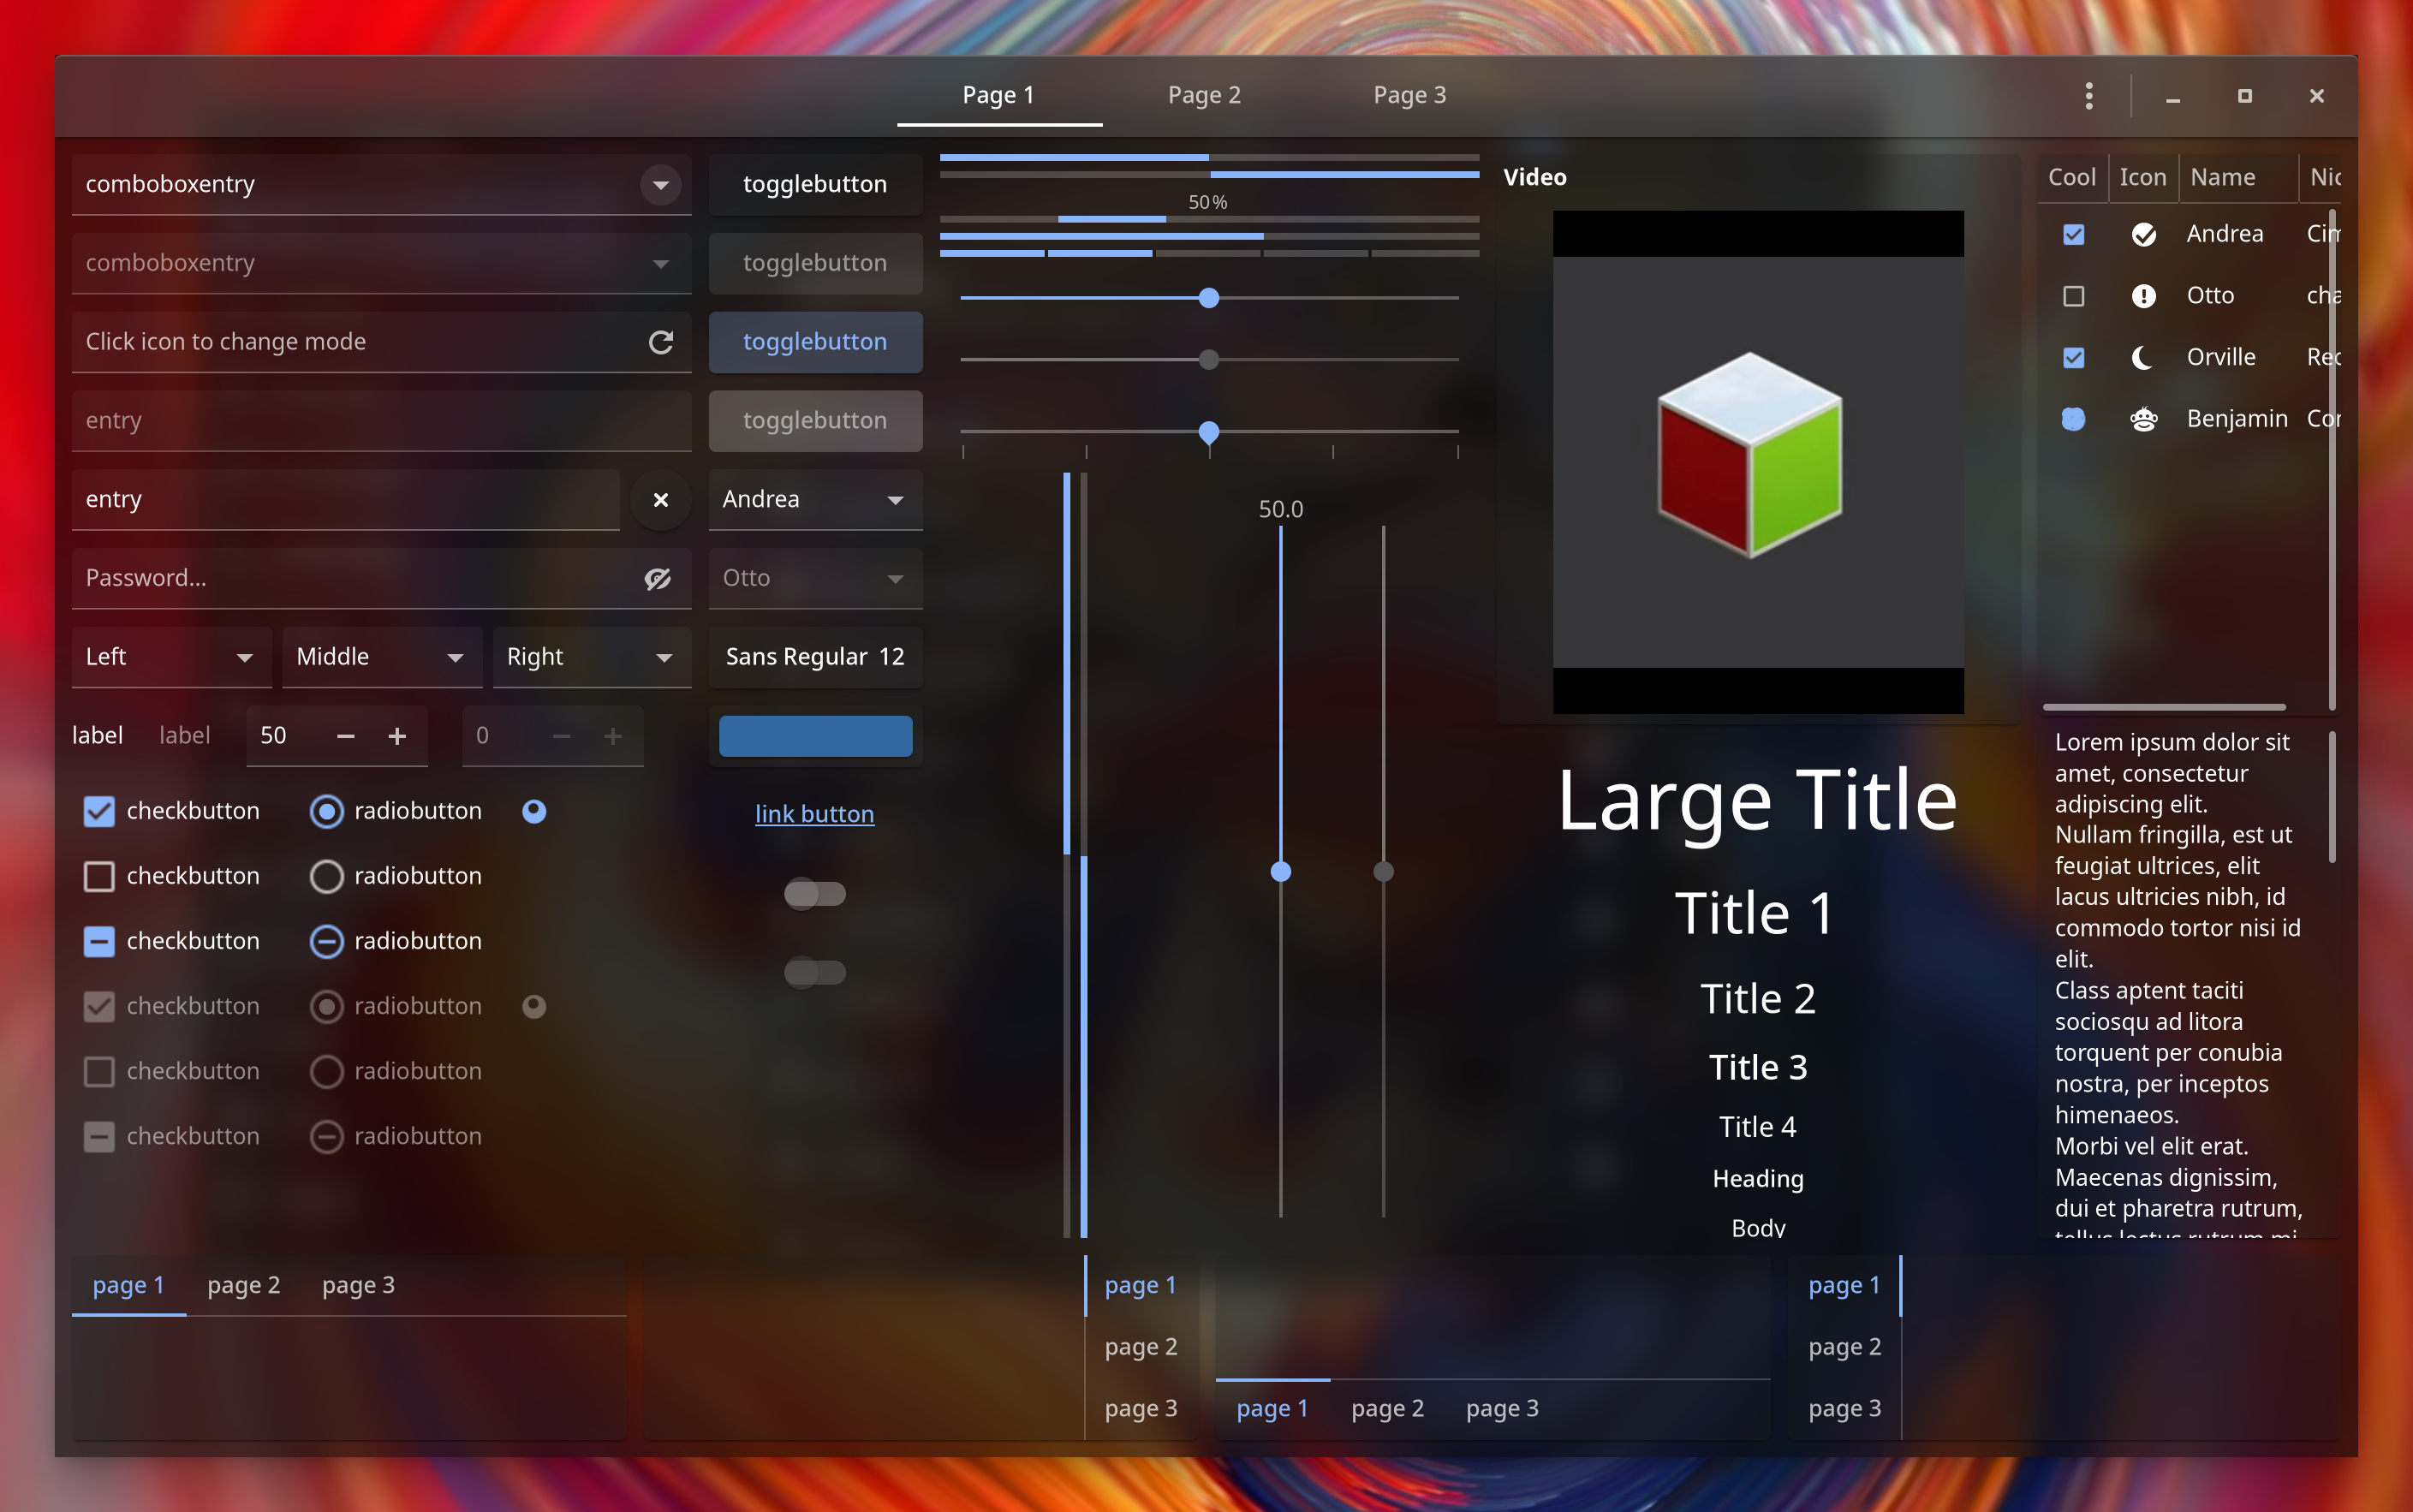 Page 1
Page 2
Page 3
comboboxentry
comboboxentry
Click icon to change mode
entry
entry
Password...
Left
Middle
Right
label
label
50
0
checkbutton
radiobutton
checkbutton
radiobutton
checkbutton
radiobutton
checkbutton
radiobutton
checkbutton
radiobutton
checkbutton
radiobutton
togglebutton
togglebutton
togglebutton
togglebutton
Andrea
Otto
Sans Regular 12
link button
50%
50.0
Video
Large Title
Title 1
Title 2
Title 3
Title 4
Heading
Body
Cool
Icon
Name
Andrea
Otto
Orville
Benjamin
Lorem ipsum dolor sit
amet, consectetur
adipiscing elit.
Nullam fringilla, est ut
feugiat ultrices, elit
lacus ultricies nibh, id
commodo tortor nisi id
elit.
Class aptent taciti
sociosqu ad litora
torquent per conubia
nostra, per inceptos
himenaeos.
Morbi vel elit erat.
Maecenas dignissim,
dui et pharetra rutrum,
page 1
page 2
page 3
page 1
page 2
page 3
page 1
page 2
page 3
page 1
page 2
page 3